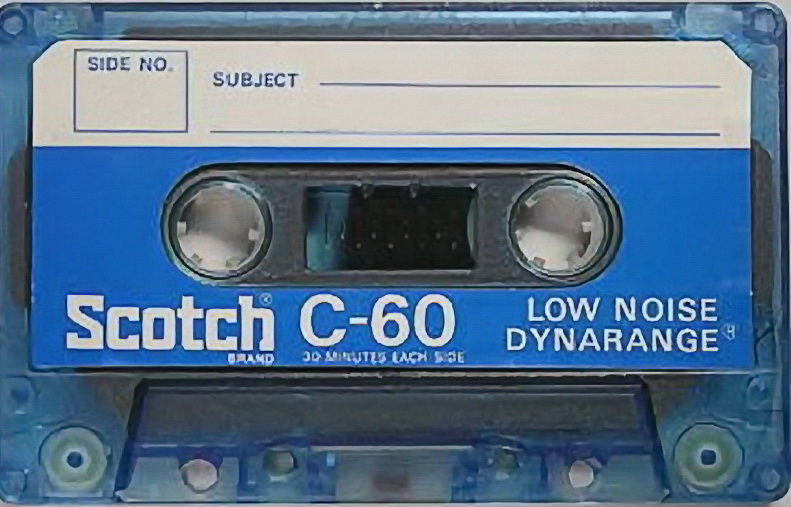 SIDE NO.
SUBJECT
Scotch® C-60 LOW NOISE
BRAND 30 MINUTES EACH SIDE DYNARANGE®